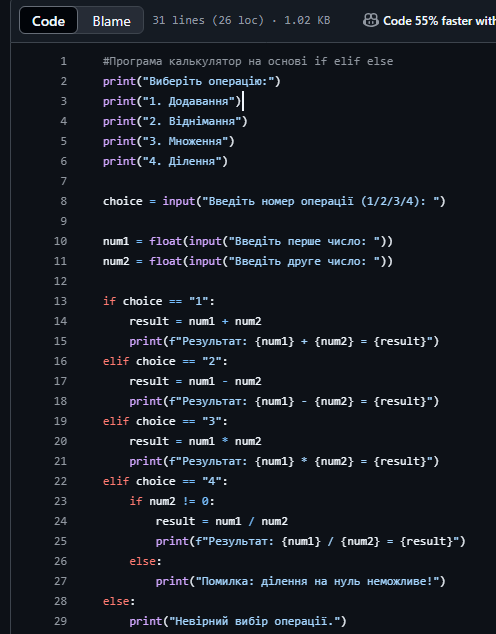 Code Blame 31 lines (26 loc) · 1.02 KB Code 55% faster with
1 #Програма калькулятор на основі if elif else
2 print("Виберіть операцію:")
3 print("1. Додавання")
4 print("2. Віднімання")
5 print("3. Множення")
6 print("4. Ділення")
7
8 choice = input("Введіть номер операції (1/2/3/4): ")
9
10 num1 = float(input("Введіть перше число: "))
11 num2 = float(input("Введіть друге число: "))
12
13 if choice == "1":
14     result = num1 + num2
15     print(f"Результат: {num1} + {num2} = {result}")
16 elif choice == "2":
17     result = num1 - num2
18     print(f"Результат: {num1} - {num2} = {result}")
19 elif choice == "3":
20     result = num1 * num2
21     print(f"Результат: {num1} * {num2} = {result}")
22 elif choice == "4":
23     if num2 != 0:
24         result = num1 / num2
25         print(f"Результат: {num1} / {num2} = {result}")
26     else:
27         print("Помилка: ділення на нуль неможливе!")
28 else:
29     print("Невірний вибір операції.")